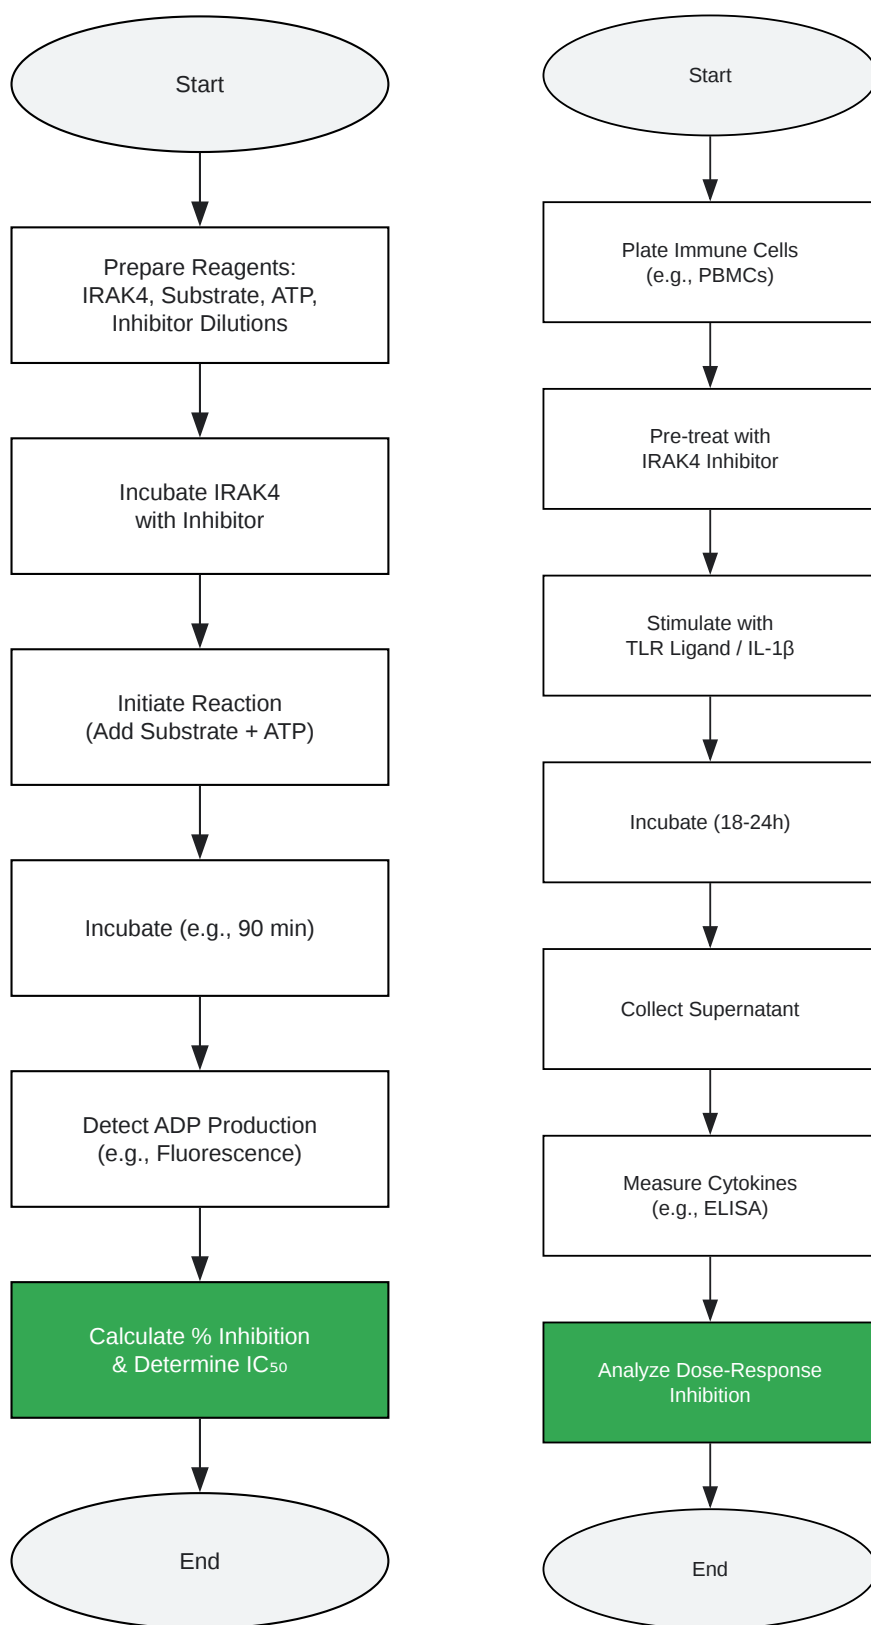 Start
Prepare Reagents:
IRAK4, Substrate, ATP,
Inhibitor Dilutions
Incubate IRAK4
with Inhibitor
Initiate Reaction
(Add Substrate + ATP)
Incubate (e.g., 90 min)
Detect ADP Production
(e.g., Fluorescence)
Calculate % Inhibition
& Determine IC₅₀
End
Start
Plate Immune Cells
(e.g., PBMCs)
Pre-treat with
IRAK4 Inhibitor
Stimulate with
TLR Ligand / IL-1β
Incubate (18-24h)
Collect Supernatant
Measure Cytokines
(e.g., ELISA)
Analyze Dose-Response
Inhibition
End